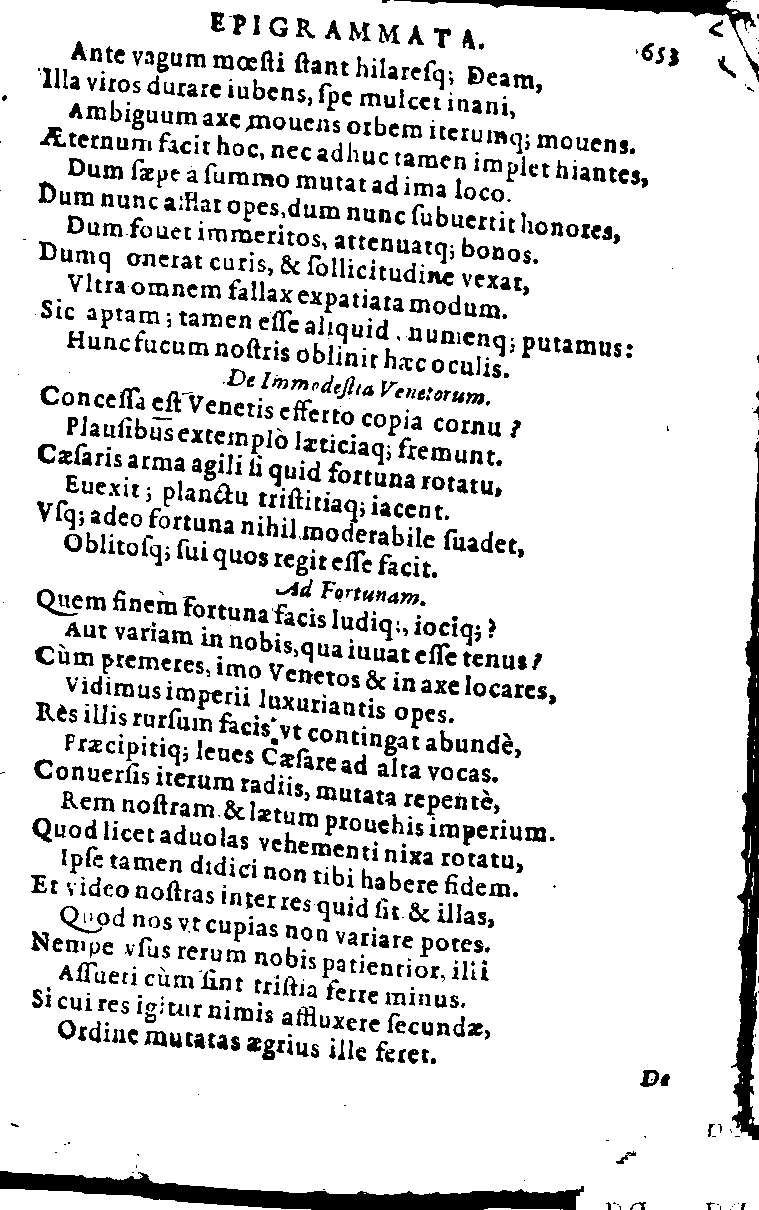 EPIGRAMMATA. 653
Ante vagum mœſti ſtant hilareſq; Deam,
Illa viros durare iubens, ſpe mulcet inani,
Ambiguum axe mouens orbem iterumq; mouens.
Æternum facit hoc, nec adhuc tamen implet hiantes,
Dum ſæpe à ſummo mutat ad ima loco.
Dum nunc afflat opes, dum nunc ſubuertit honores,
Dum fouet immeritos, attenuatq; bonos.
Dumq onerat curis, & ſollicitudine vexat,
Vltra omnem fallax expatiata modum.
Sic aptam; tamen eſſe aliquid, numenq; putamus:
Hunc fucum noſtris oblinit hæc oculis.
De Immodeſtia Venetorum.
Conceſſa eſt Venetis efferto copia cornu?
Plauſibus extemplò læticiaq; fremunt.
Cæſaris arma agili ſi quid fortuna rotatu,
Euexit; planctu triſtitiaq; iacent.
Vſq; adeo fortuna nihil moderabile ſuadet,
Oblitoſq; ſui quos regit eſſe facit.
Ad Fortunam.
Quem finem fortuna facis ludiq;, iociq;?
Aut variam in nobis, qua iuuat eſſe tenus?
Cùm premeres, imo Venetos & in axe locares,
Vidimus imperii luxuriantis opes.
Rès illis rurſum facis vt contingat abundè,
Præcipitiq; leues Cæſare ad alta vocas.
Conuerſis iterum radiis, mutata repentè,
Rem noſtram & lætum prouehis imperium.
Quod licet aduolas vehementi nixa rotatu,
Ipſe tamen didici non tibi habere fidem.
Et video noſtras inter res quid ſit & illas,
Quod nos vt cupias non variare potes.
Nempe vſus rerum nobis patientior, illi
Aſſueti cùm ſint triſtia ferre minus.
Si cui res igitur nimis affluxere ſecundæ,
Ordine mutatas ægrius ille feret.
De